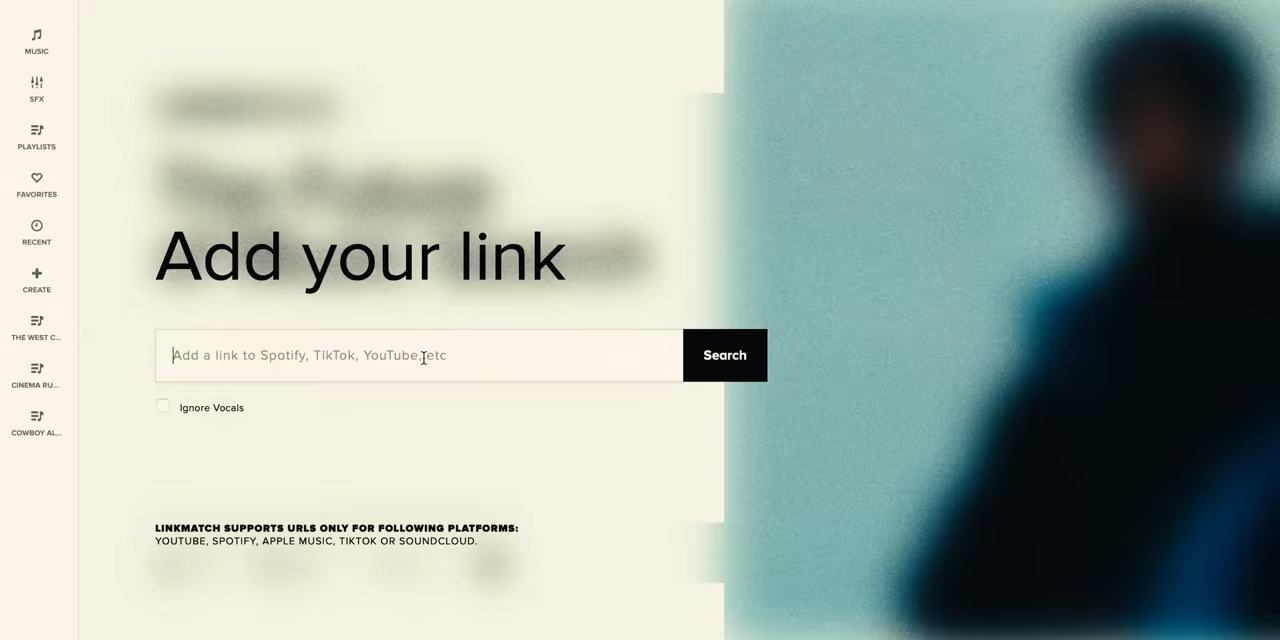 MUSIC
SFX
PLAYLISTS
FAVORITES
RECENT
CREATE
THE WEST C...
CINEMA RU...
COWBOY AL...
Add your link
Add a link to Spotify, TikTok, YouTube, etc
Search
Ignore Vocals
LINKMATCH SUPPORTS URLS ONLY FOR FOLLOWING PLATFORMS:
YOUTUBE, SPOTIFY, APPLE MUSIC, TIKTOK OR SOUNDCLOUD.